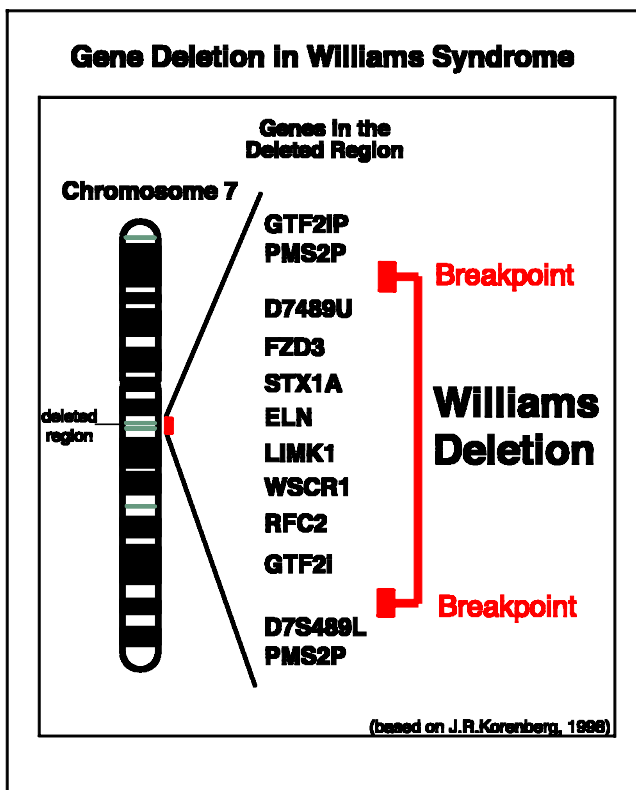 Gene Deletion in Williams Syndrome
Genes in the
Deleted Region
Chromosome 7
GTF2IP
PMS2P
Breakpoint
D7489U
FZD3
STX1A
ELN
LIMK1
WSCR1
RFC2
GTF2I
deleted
region
Williams
Deletion
Breakpoint
D7S489L
PMS2P
(based on J.R.Korenberg, 1998)